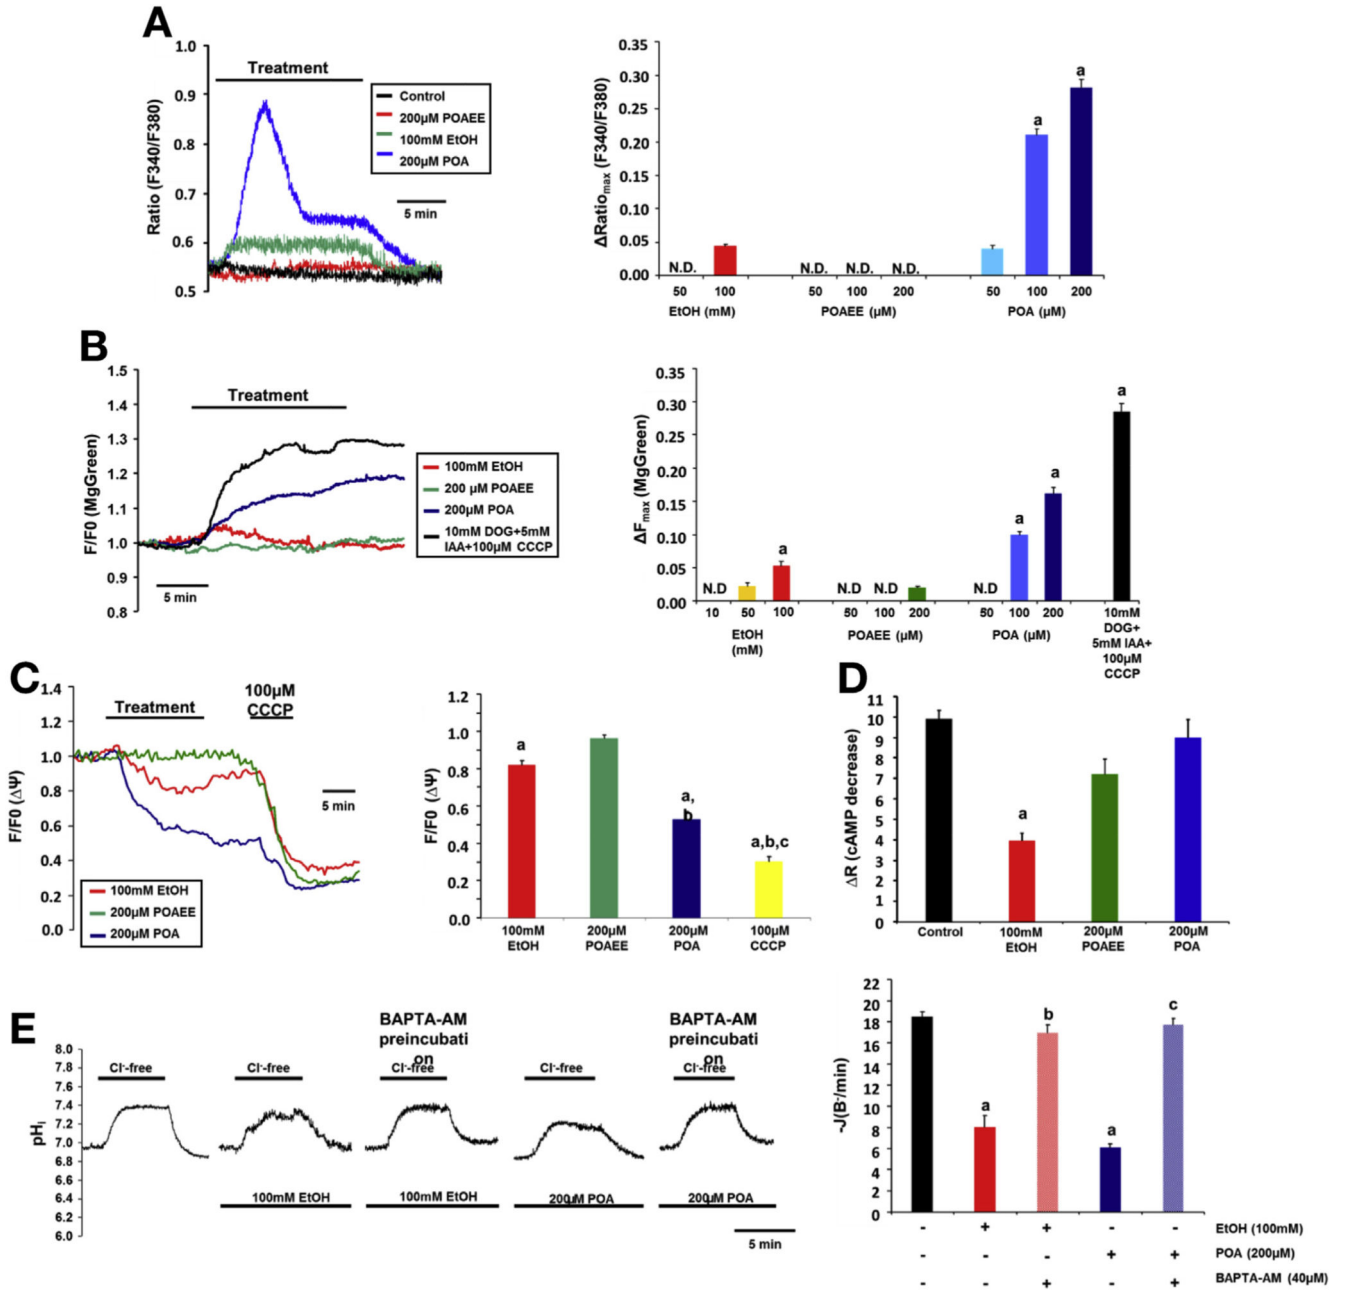 A
1.0
0.9
0.8
0.7
0.6
0.5
Ratio (F340/F380)
Treatment
Control
200µM POAEE
100mM EtOH
200µM POA
5 min
0.35
0.30
0.25
0.20
0.15
0.10
0.05
0.00
ΔRatiomax (F340/F380)
N.D.
N.D.
N.D.
N.D.
a
a
50
100
50
100
200
50
100
200
EtOH (mM)
POAEE (µM)
POA (µM)
B
1.5
1.4
1.3
1.2
1.1
1.0
0.9
0.8
F/F0 (MgGreen)
Treatment
5 min
100mM EtOH
200 µM POAEE
200µM POA
10mM DOG+5mM
IAA+100µM CCCP
0.35
0.30
0.25
0.20
0.15
0.10
0.05
0.00
ΔFmax (MgGreen)
N.D
a
N.D
N.D
N.D
a
a
a
10
50
100
50
100
200
50
100
200
EtOH
(mM)
POAEE (µM)
POA (µM)
10mM
DOG+
5mM IAA+
100µM
CCCP
C
1.4
1.2
1.0
0.8
0.6
0.4
0.2
0.0
F/F0 (ΔΨ)
Treatment
100µM
CCCP
5 min
100mM EtOH
200µM POAEE
200µM POA
1.2
1.0
0.8
0.6
0.4
0.2
0.0
F/F0 (ΔΨ)
a
a,
b
a,b,c
100mM
EtOH
200µM
POAEE
200µM
POA
100µM
CCCP
D
11
10
9
8
7
6
5
4
3
2
1
0
ΔR (cAMP decrease)
a
Control
100mM
EtOH
200µM
POAEE
200µM
POA
E
8.0
7.8
7.6
7.4
7.2
7.0
6.8
6.6
6.4
6.2
6.0
pHi
BAPTA-AM
preincubati
on
BAPTA-AM
preincubati
on
Cl⁻-free
Cl⁻-free
Cl⁻-free
Cl⁻-free
Cl⁻-free
100mM EtOH
100mM EtOH
200µM POA
200µM POA
5 min
22
20
18
16
14
12
10
8
6
4
2
0
-J(B⁻/min)
a
b
a
c
- + + - - EtOH (100mM)
- - - + + POA (200µM)
- - + - + BAPTA-AM (40µM)